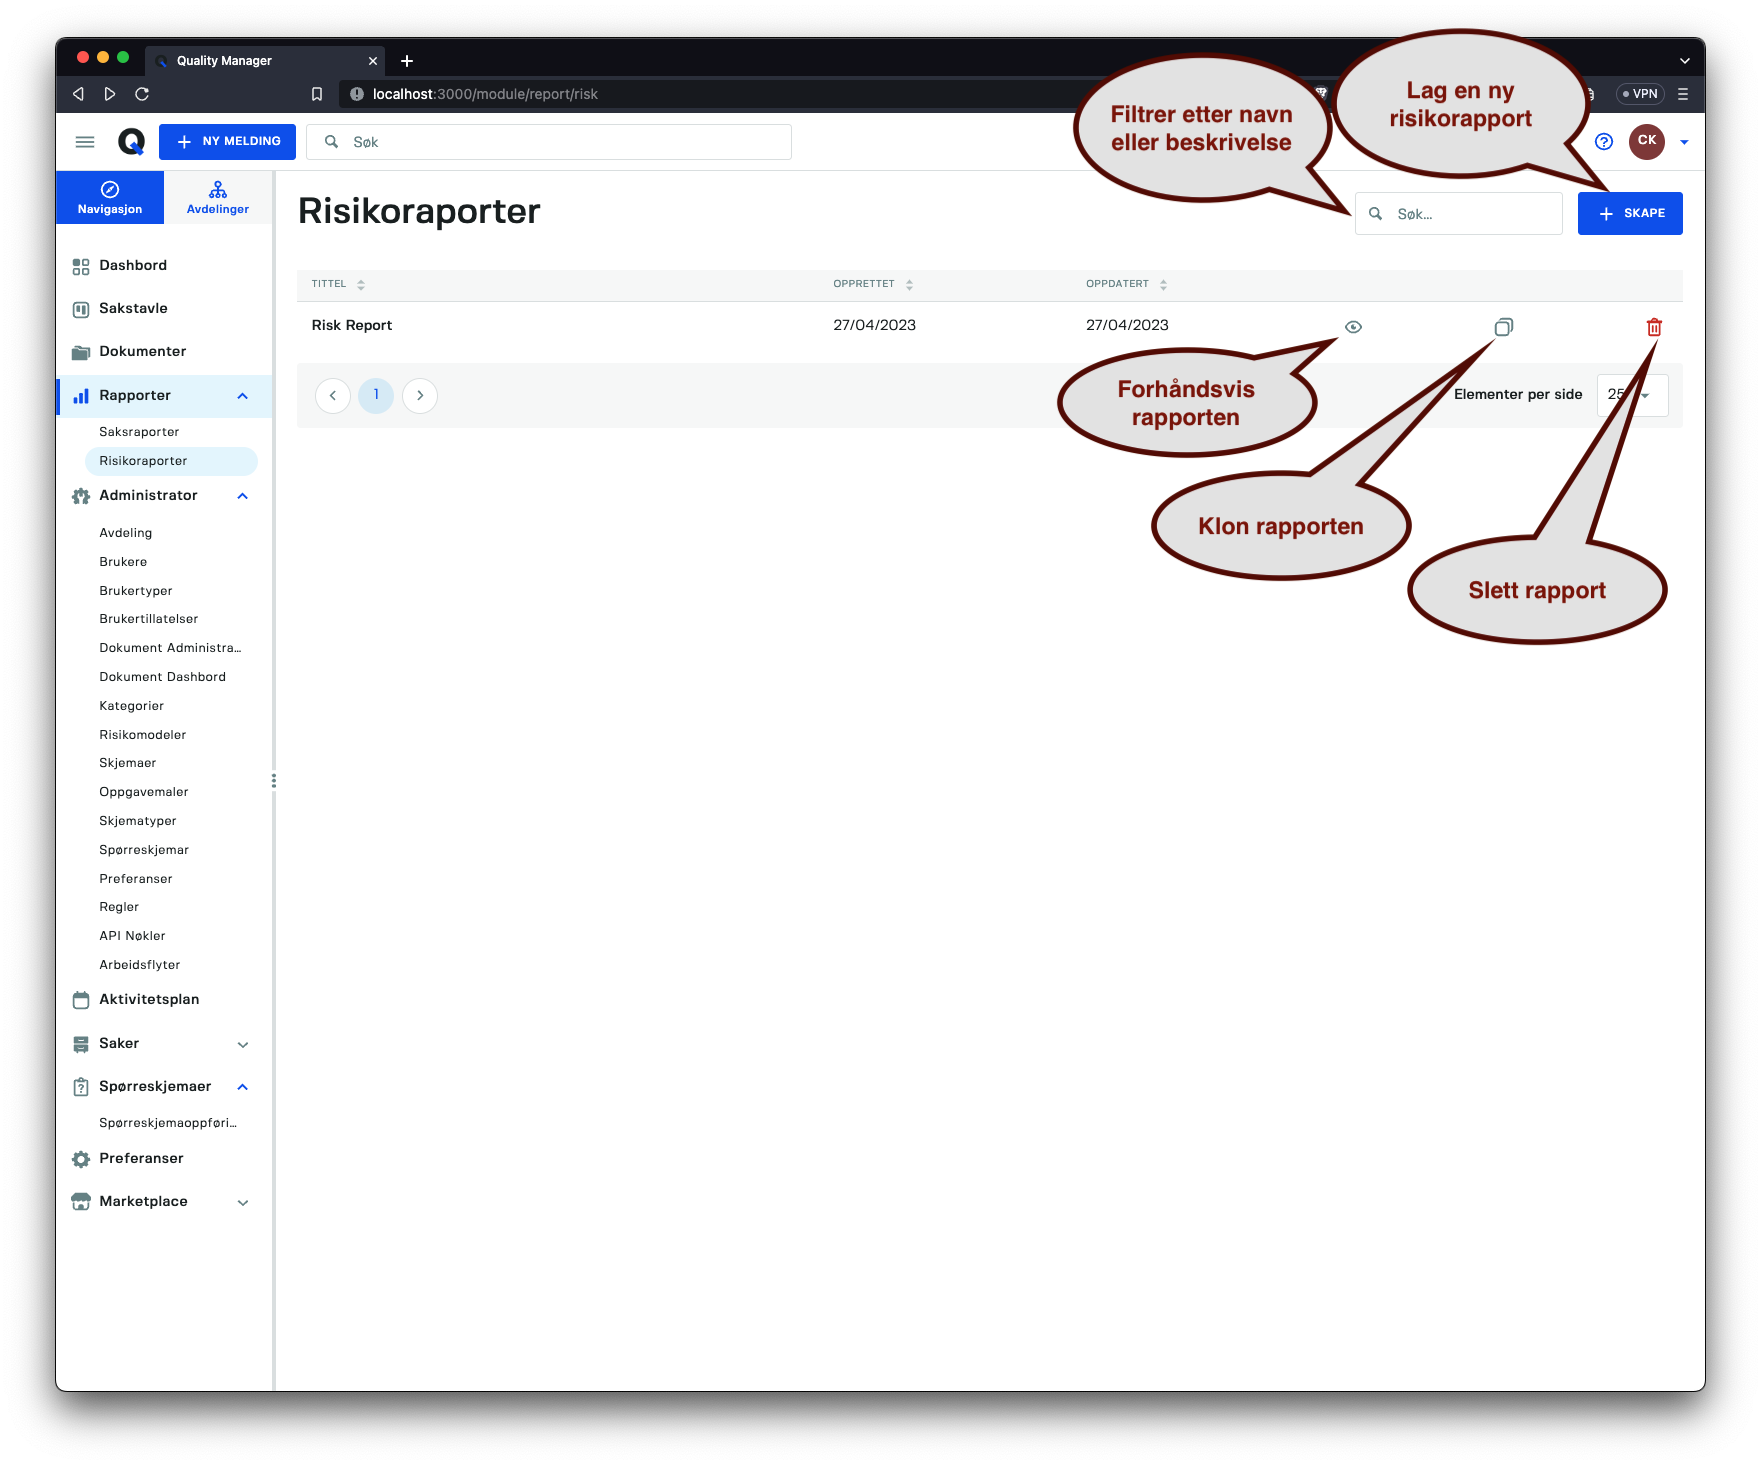 Quality Manager
localhost:3000/module/report/risk
VPN
NY MELDING
Søk
CK
Filtrer etter navn
eller beskrivelse
Lag en ny
risikorapport
Navigasjon
Avdelinger
Risikoraporter
Søk...
SKAPE
TITTEL
OPPRETTET
OPPDATERT
Risk Report
27/04/2023
27/04/2023
1
Elementer per side
25
Forhåndsvis
rapporten
Klon rapporten
Slett rapport
Dashbord
Sakstavle
Dokumenter
Rapporter
Saksraporter
Risikoraporter
Administrator
Avdeling
Brukere
Brukertyper
Brukertillatelser
Dokument Administra...
Dokument Dashbord
Kategorier
Risikomodeler
Skjemaer
Oppgavemaler
Skjematyper
Spørreskjemar
Preferanser
Regler
API Nøkler
Arbeidsflyter
Aktivitetsplan
Saker
Spørreskjemaer
Spørreskjemaoppføri...
Preferanser
Marketplace